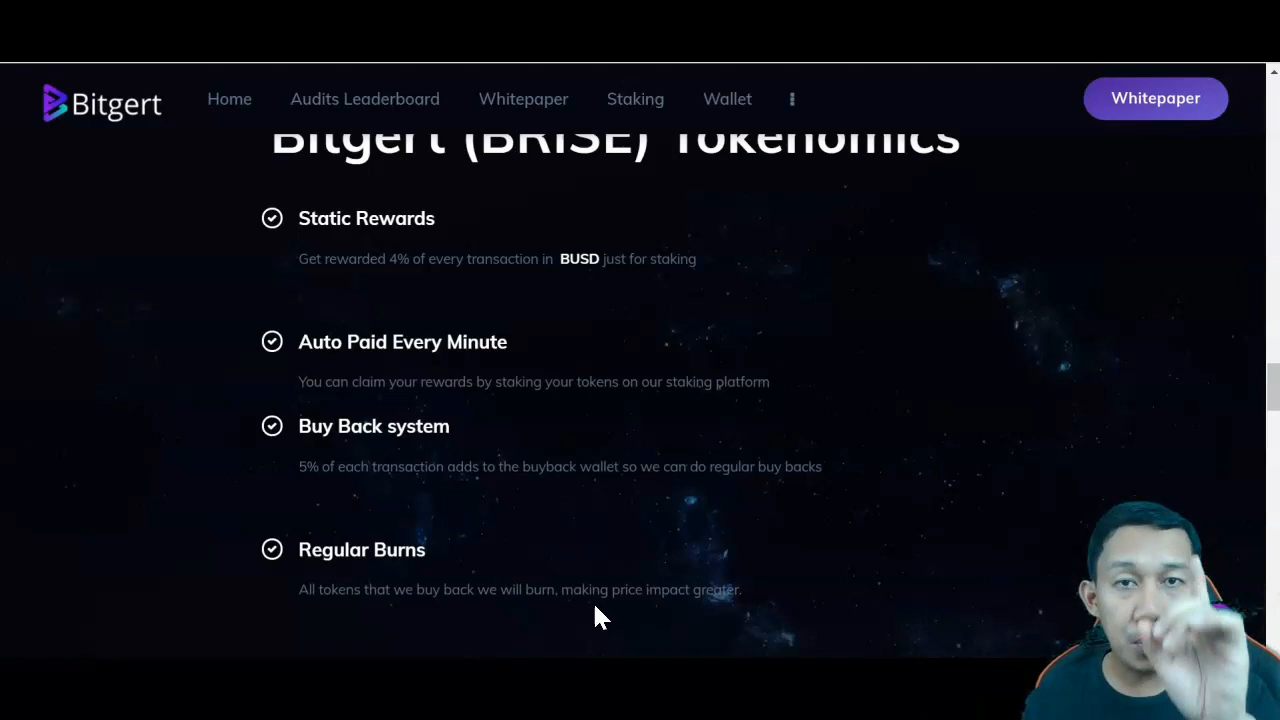 Bitgert
Home
Audits Leaderboard
Whitepaper
Staking
Wallet
Whitepaper
Bitgert (BRISE) Tokenomics
Static Rewards
Get rewarded 4% of every transaction in BUSD just for staking
Auto Paid Every Minute
You can claim your rewards by staking your tokens on our staking platform
Buy Back system
5% of each transaction adds to the buyback wallet so we can do regular buy backs
Regular Burns
All tokens that we buy back we will burn, making price impact greater.